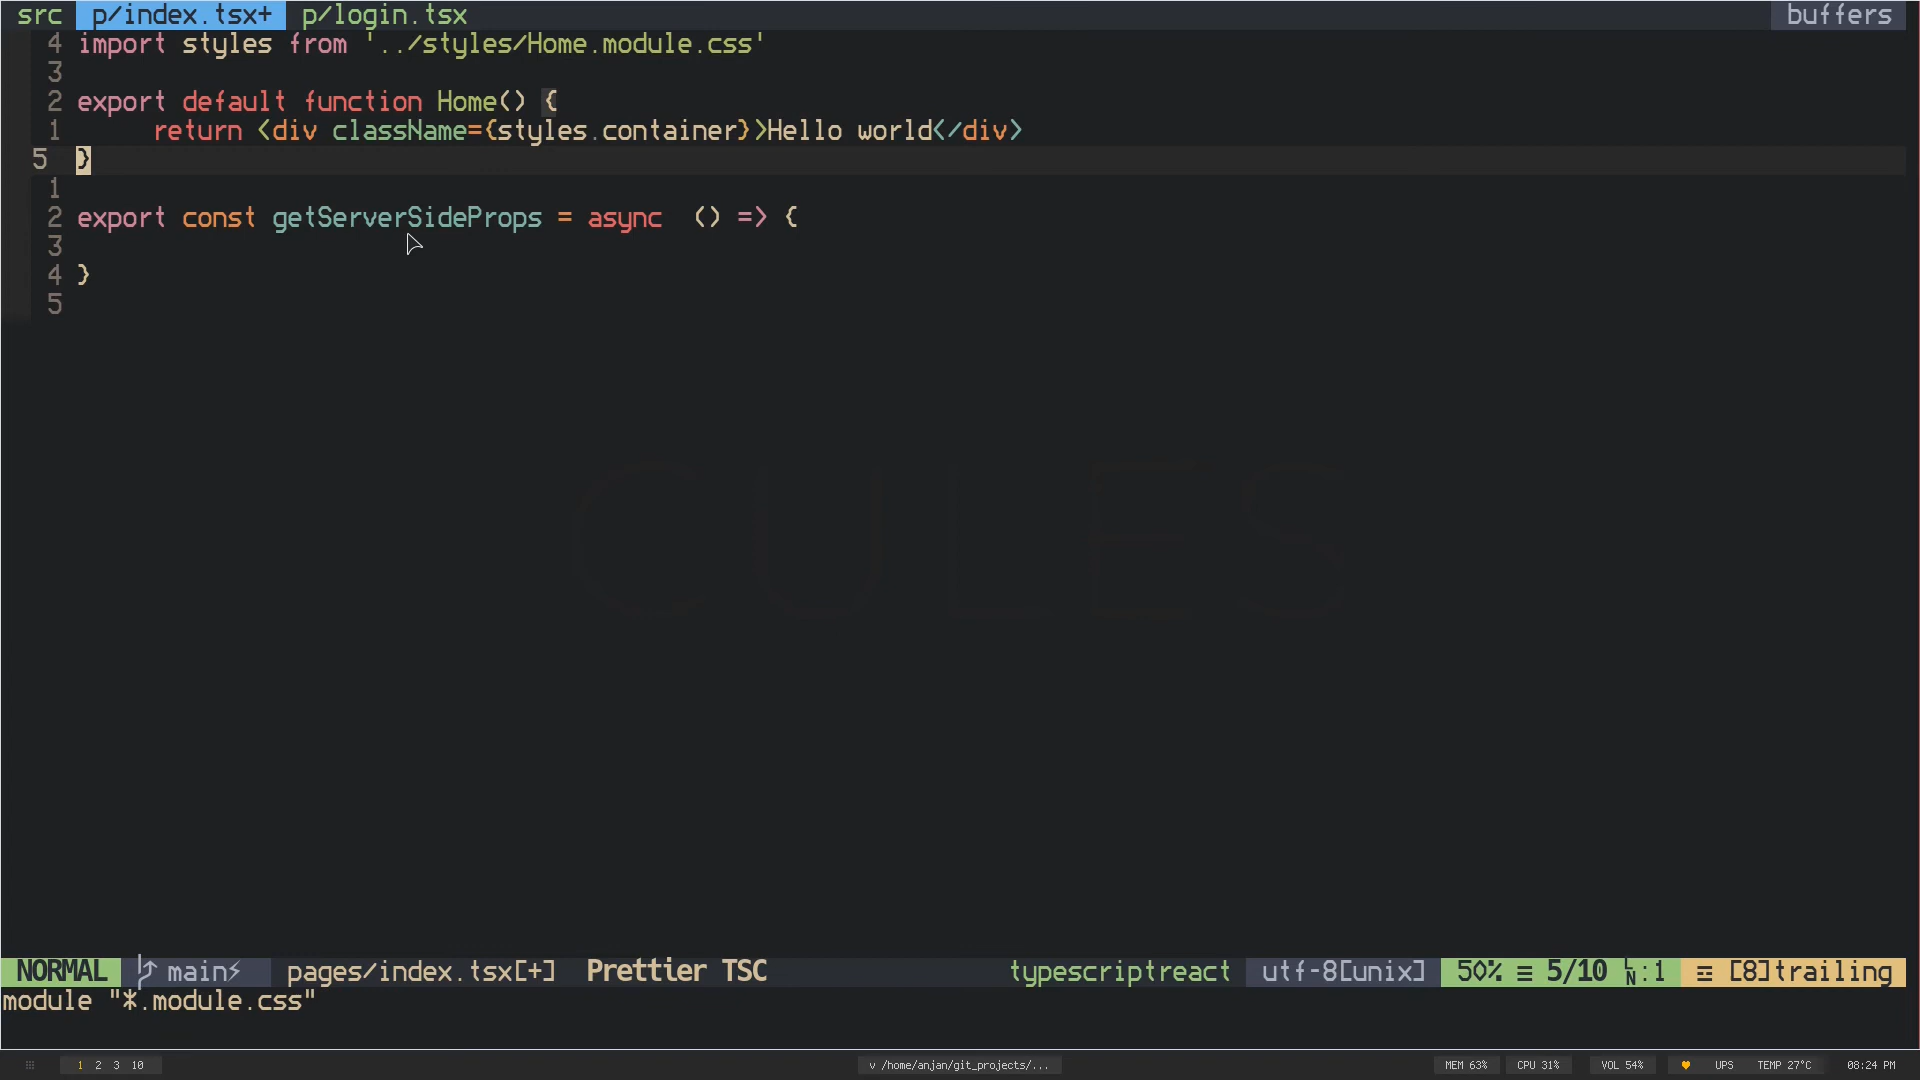 src p/index.tsx+ p/login.tsx buffers
4 import styles from '../styles/Home.module.css'
3
2 export default function Home() {
1 return <div className={styles.container}>Hello world</div>
5 }
1
2 export const getServerSideProps = async () => {
3
4 }
5
CULES
NORMAL main⚡ pages/index.tsx[+] Prettier TSC typescriptreact utf-8[unix] 50% ≡ 5/10 ㏑:1 ☲ [8]trailing
module "*.module.css"
1 2 3 10 v /home/anjan/git_projects/... MEM 63% CPU 31% VOL 54% ♥ UPS TEMP 27°C 08:24 PM